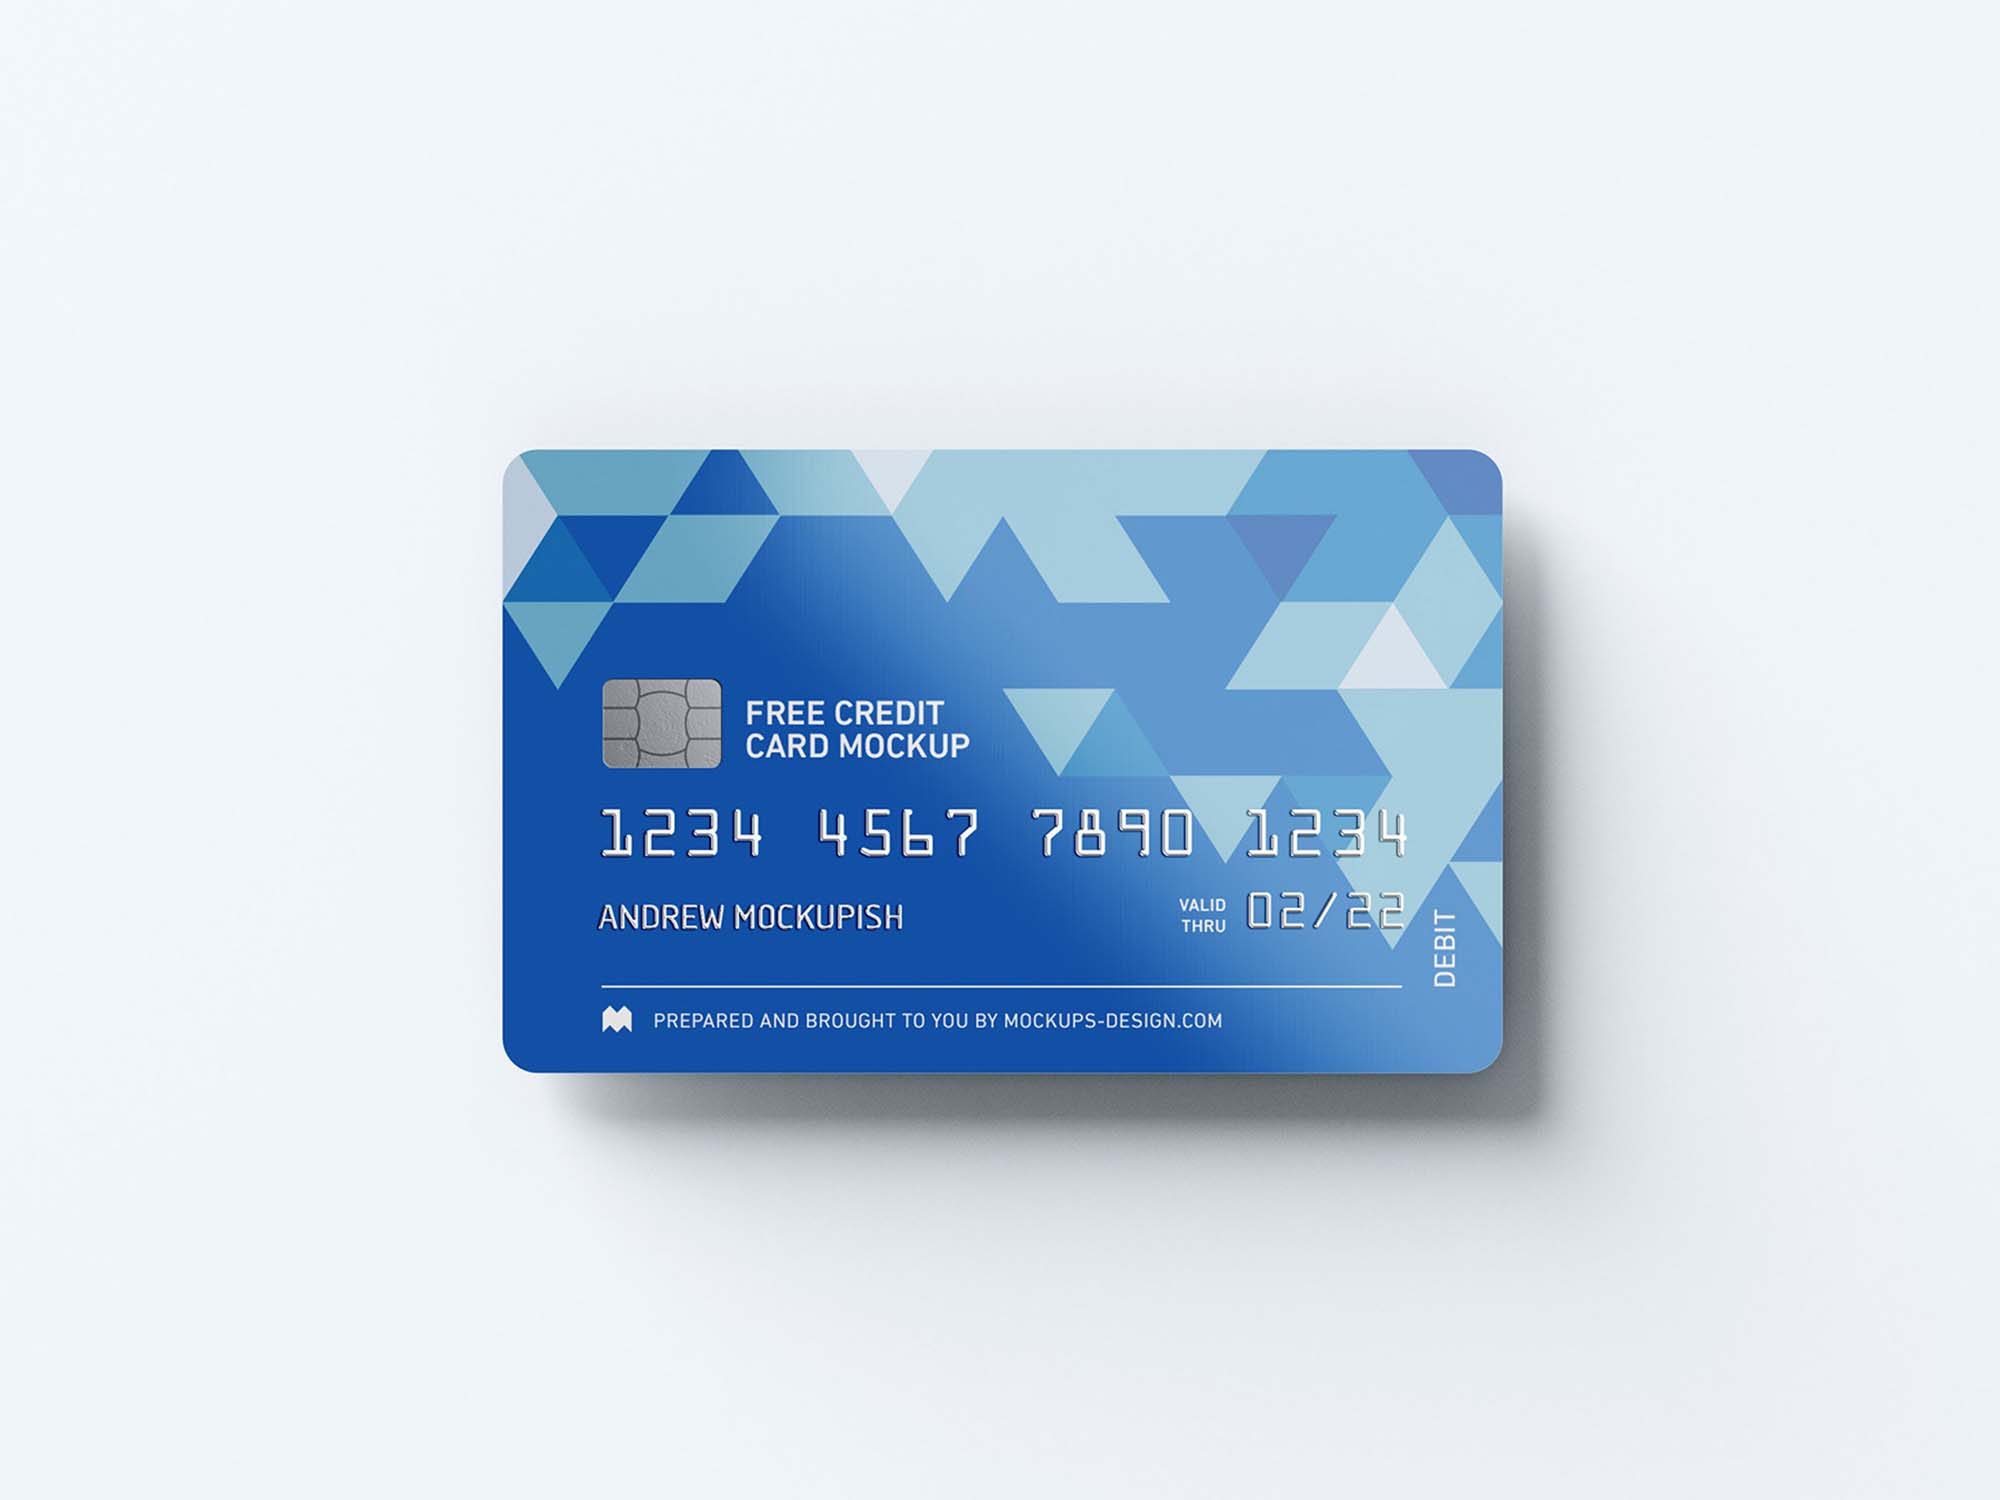 FREE CREDIT
CARD MOCKUP
1234 4567 7890 1234
ANDREW MOCKUPISH
VALID
THRU
02/22
DEBIT
PREPARED AND BROUGHT TO YOU BY MOCKUPS-DESIGN.COM